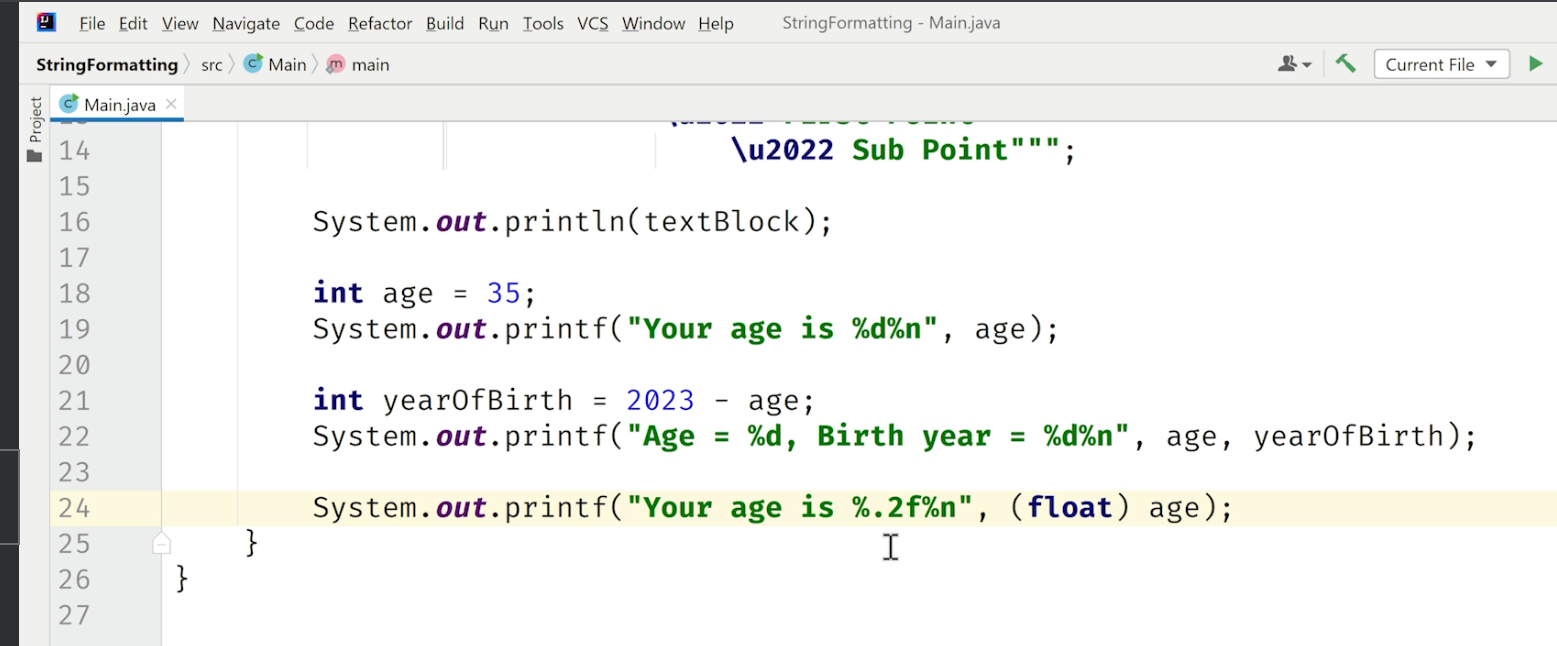 File Edit View Navigate Code Refactor Build Run Tools VCS Window Help StringFormatting - Main.java
StringFormatting src Main m main Current File
Project
Main.java
14 \u2022 Sub Point""";
15
16 System.out.println(textBlock);
17
18 int age = 35;
19 System.out.printf("Your age is %d%n", age);
20
21 int yearOfBirth = 2023 - age;
22 System.out.printf("Age = %d, Birth year = %d%n", age, yearOfBirth);
23
24 System.out.printf("Your age is %.2f%n", (float) age);
25 }
26 }
27